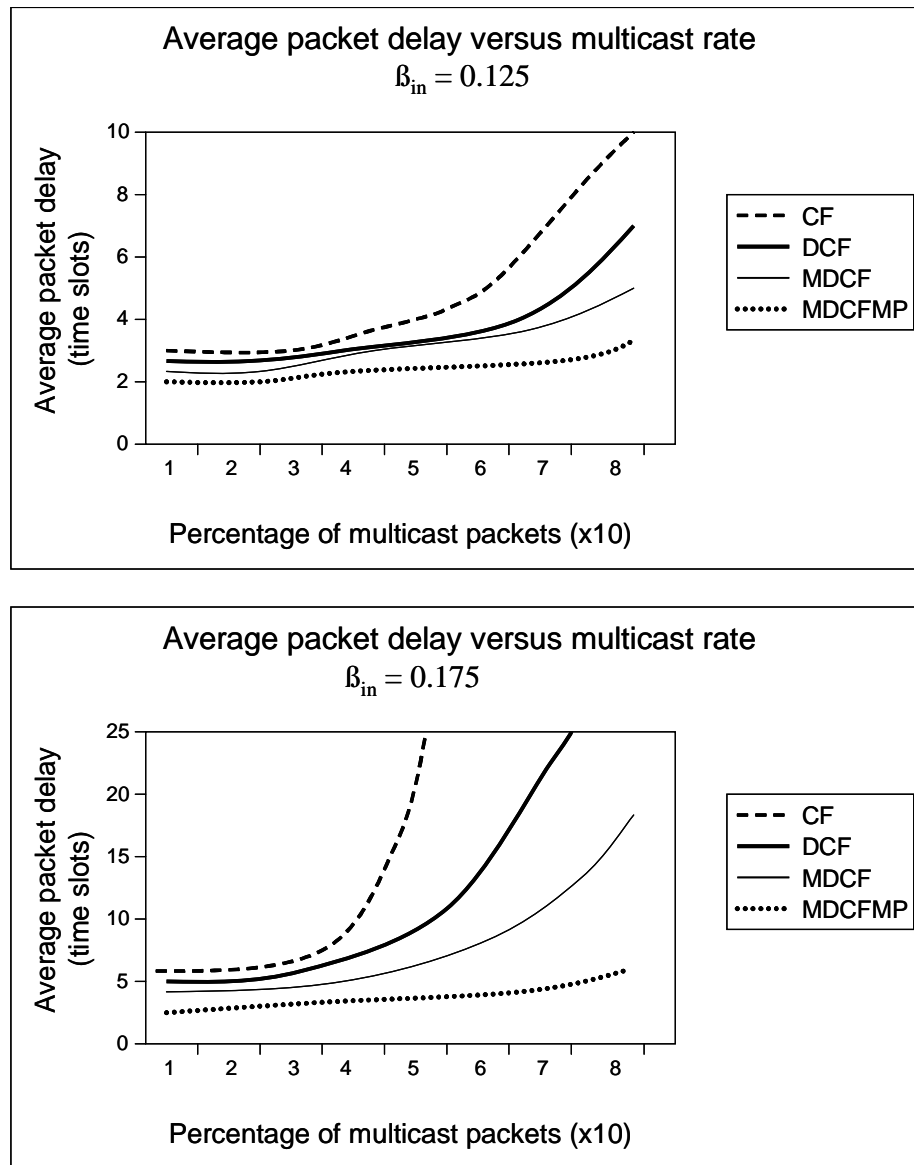 Average packet delay versus multicast rate
ßin = 0.125
Average packet delay
(time slots)
10
8
6
4
2
0
1 2 3 4 5 6 7 8
Percentage of multicast packets (x10)
CF
DCF
MDCF
MDCFMP
Average packet delay versus multicast rate
ßin = 0.175
Average packet delay
(time slots)
25
20
15
10
5
0
1 2 3 4 5 6 7 8
Percentage of multicast packets (x10)
CF
DCF
MDCF
MDCFMP